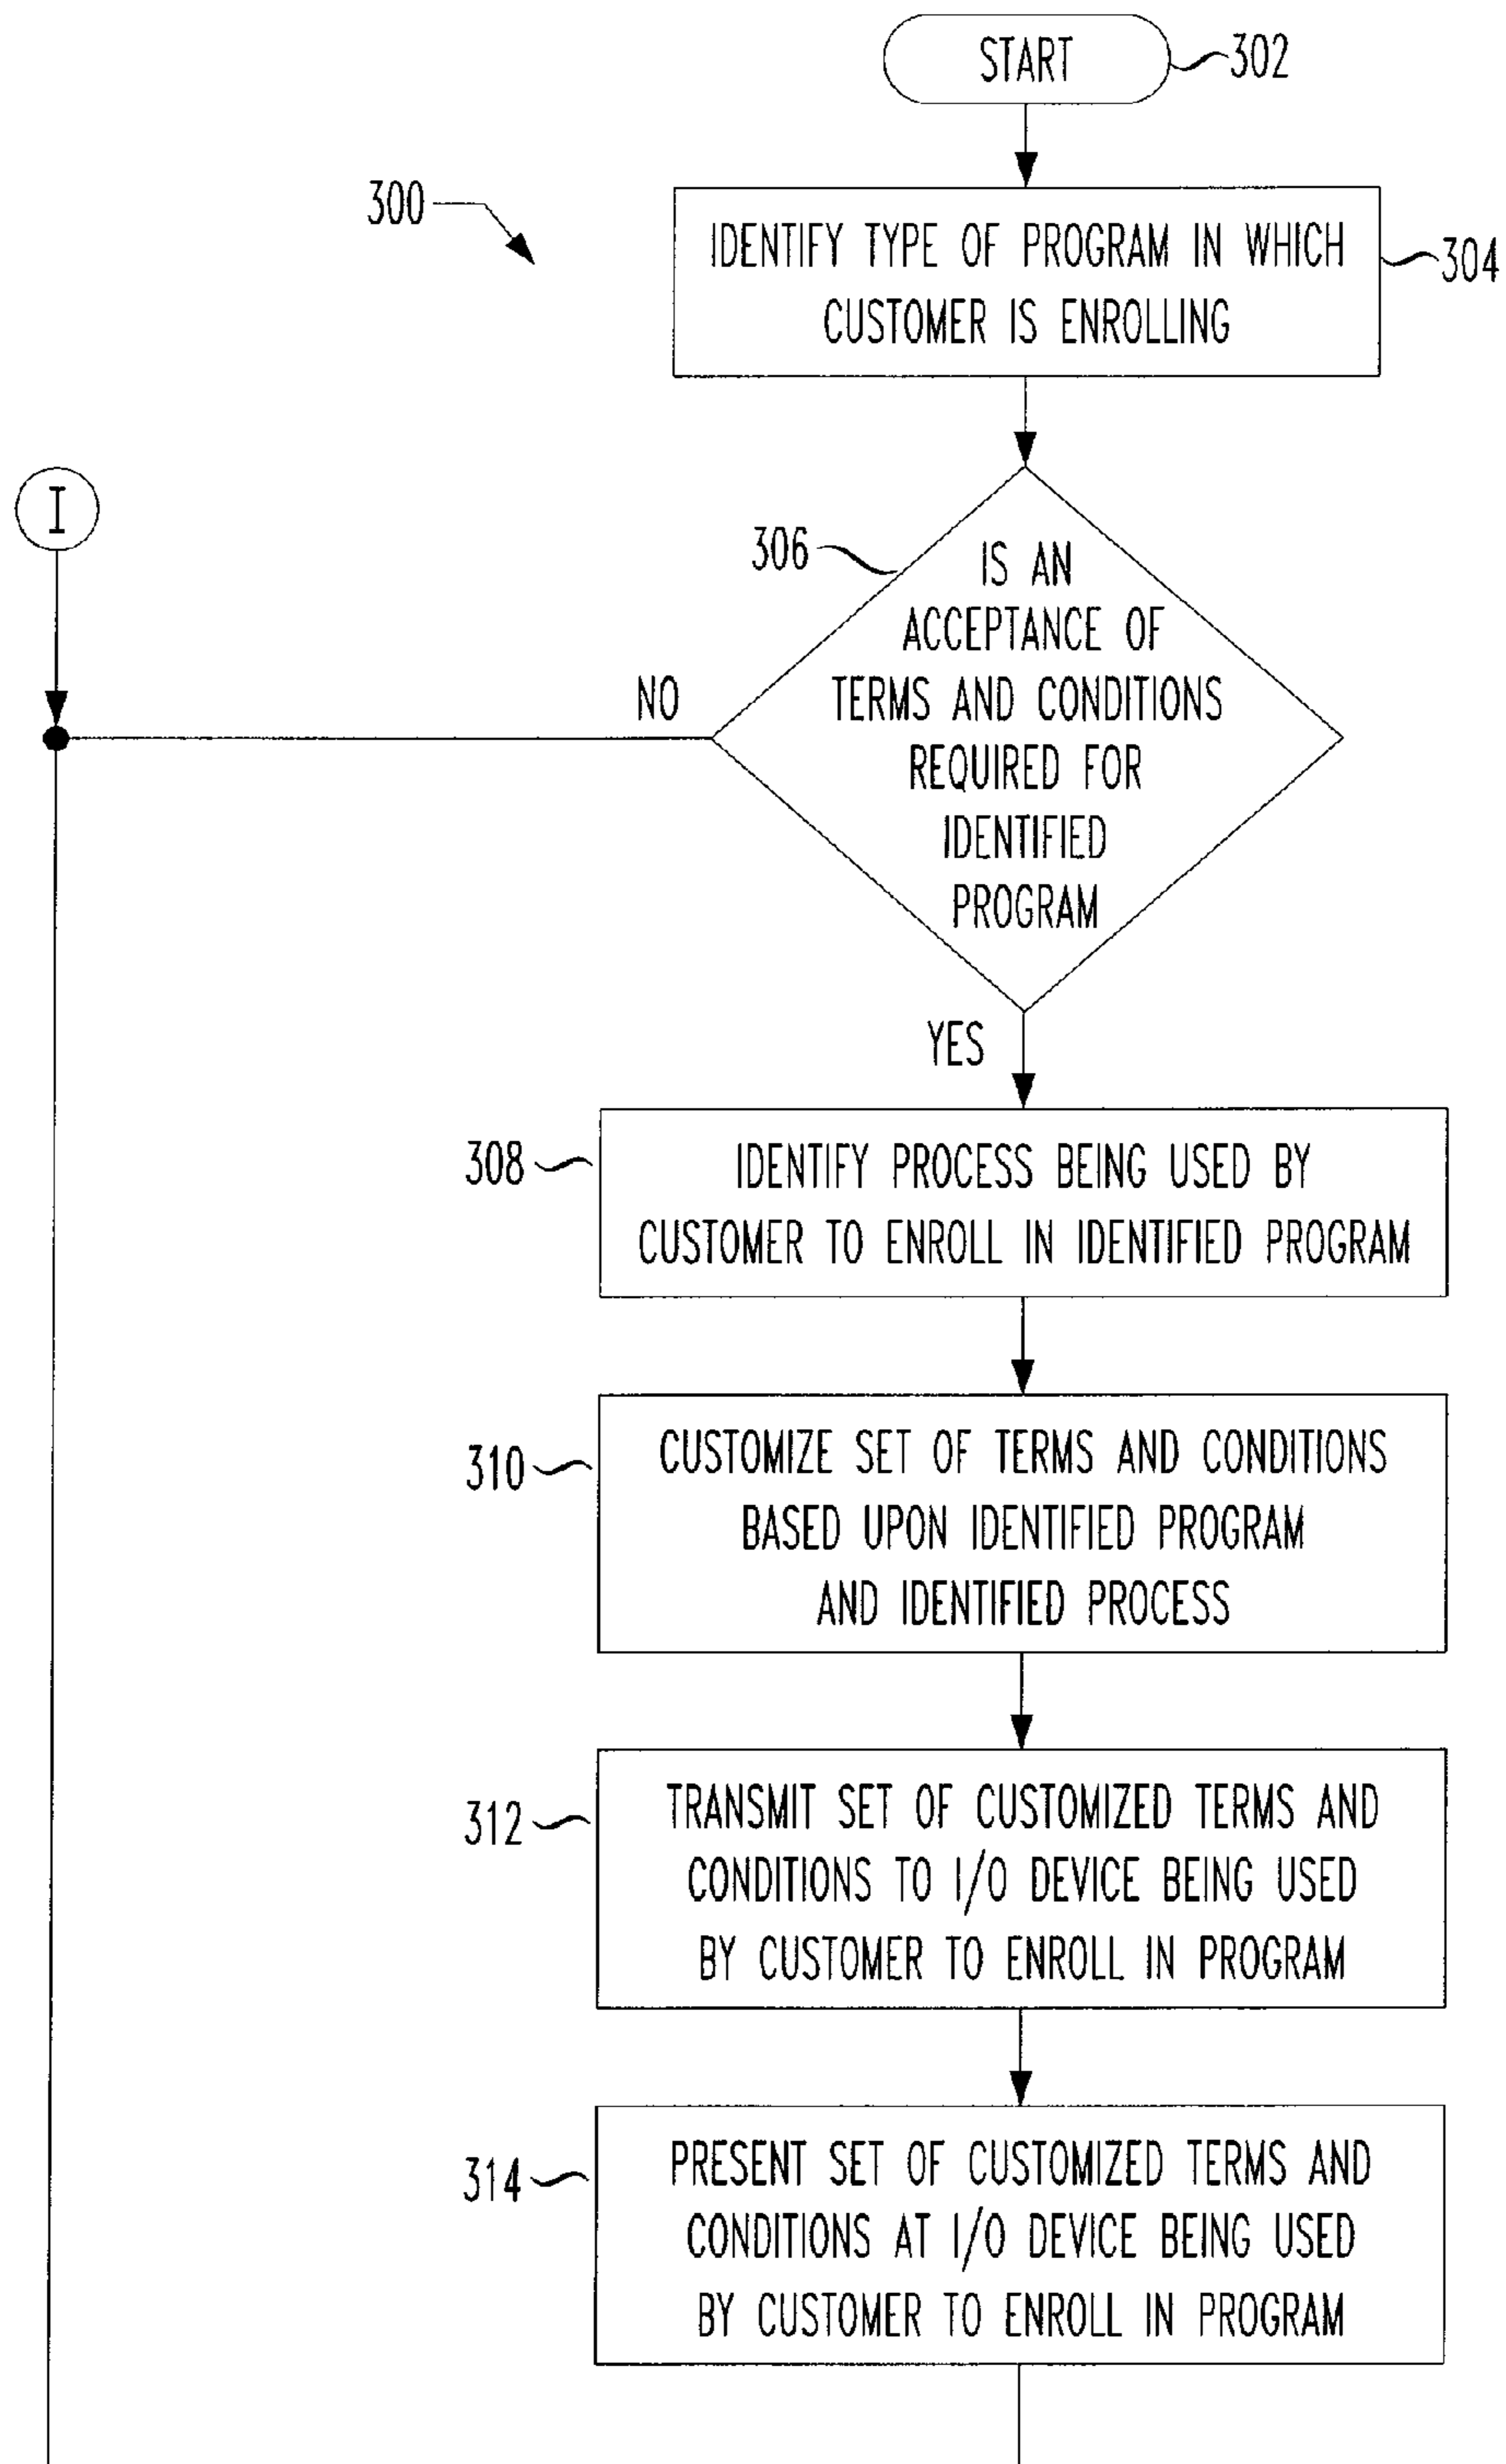 START
302
300
IDENTIFY TYPE OF PROGRAM IN WHICH
CUSTOMER IS ENROLLING
304
I
306
IS AN
ACCEPTANCE OF
TERMS AND CONDITIONS
REQUIRED FOR
IDENTIFIED
PROGRAM
NO
YES
308
IDENTIFY PROCESS BEING USED BY
CUSTOMER TO ENROLL IN IDENTIFIED PROGRAM
310
CUSTOMIZE SET OF TERMS AND CONDITIONS
BASED UPON IDENTIFIED PROGRAM
AND IDENTIFIED PROCESS
312
TRANSMIT SET OF CUSTOMIZED TERMS AND
CONDITIONS TO I/O DEVICE BEING USED
BY CUSTOMER TO ENROLL IN PROGRAM
314
PRESENT SET OF CUSTOMIZED TERMS AND
CONDITIONS AT I/O DEVICE BEING USED
BY CUSTOMER TO ENROLL IN PROGRAM